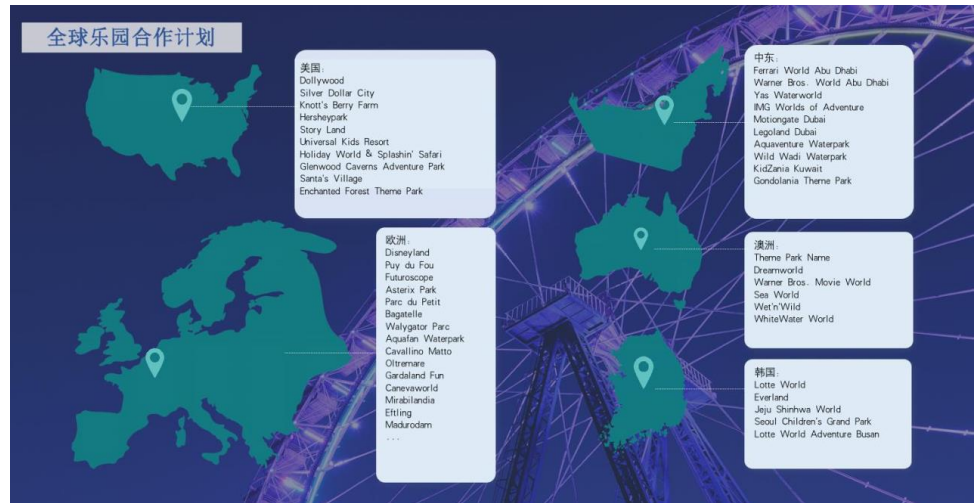 全球乐园合作计划
美国：
Dollywood
Silver Dollar City
Knott's Berry Farm
Hersheypark
Story Land
Universal Kids Resort
Holiday World & Splashin' Safari
Glenwood Caverns Adventure Park
Santa's Village
Enchanted Forest Theme Park
欧洲：
Disneyland
Puy du Fou
Futuroscope
Asterix Park
Parc du Petit
Bagatelle
Walygator Parc
Aquafan Waterpark
Cavallino Matto
Oltremare
Gardaland Fun
Canevaworld
Mirabilandia
Eftling
Madurodam
...
中东：
Ferrari World Abu Dhabi
Warner Bros. World Abu Dhabi
Yas Waterworld
IMG Worlds of Adventure
Motiongate Dubai
Legoland Dubai
Aquaventure Waterpark
Wild Wadi Waterpark
KidZania Kuwait
Gondolania Theme Park
澳洲：
Theme Park Name
Dreamworld
Warner Bros. Movie World
Sea World
Wet'n'Wild
WhiteWater World
韩国：
Lotte World
Everland
Jeju Shinhwa World
Seoul Children's Grand Park
Lotte World Adventure Busan